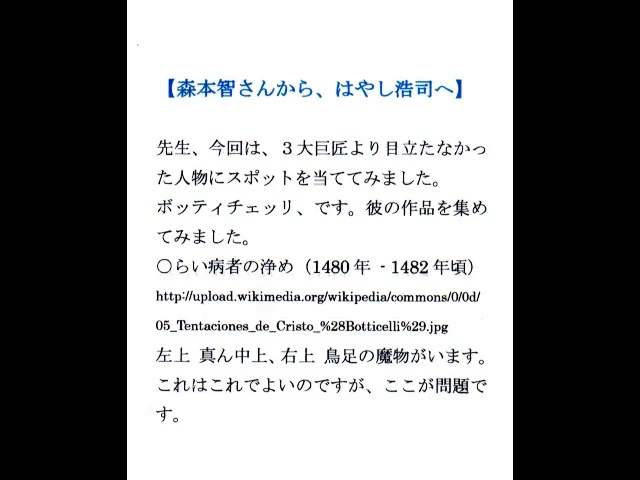 【森本智さんから、はやし浩司へ】
先生、今回は、３大巨匠より目立たなかっ
た人物にスポットを当ててみました。
ボッティチェッリ、です。彼の作品を集め
てみました。
〇らい病者の浄め（1480 年 - 1482 年頃）
http://upload.wikimedia.org/wikipedia/commons/0/0d/
05_Tentaciones_de_Cristo_%28Botticelli%29.jpg
左上 真ん中上、右上 鳥足の魔物がいます。
これはこれでよいのですが、ここが問題で
す。